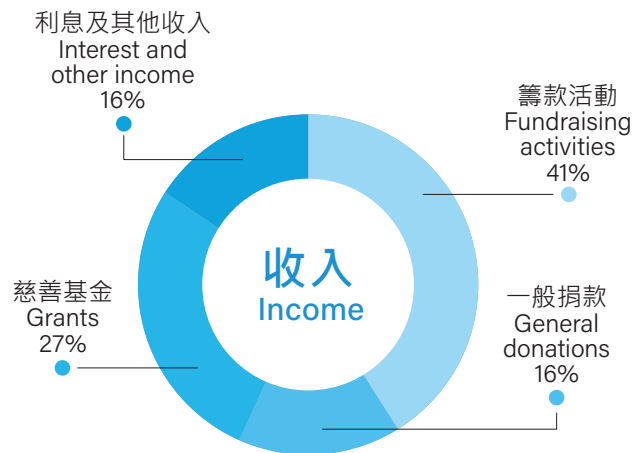 利息及其他收入
Interest and
other income
16%
籌款活動
Fundraising
activities
41%
收入
Income
慈善基金
Grants
27%
一般捐款
General
donations
16%